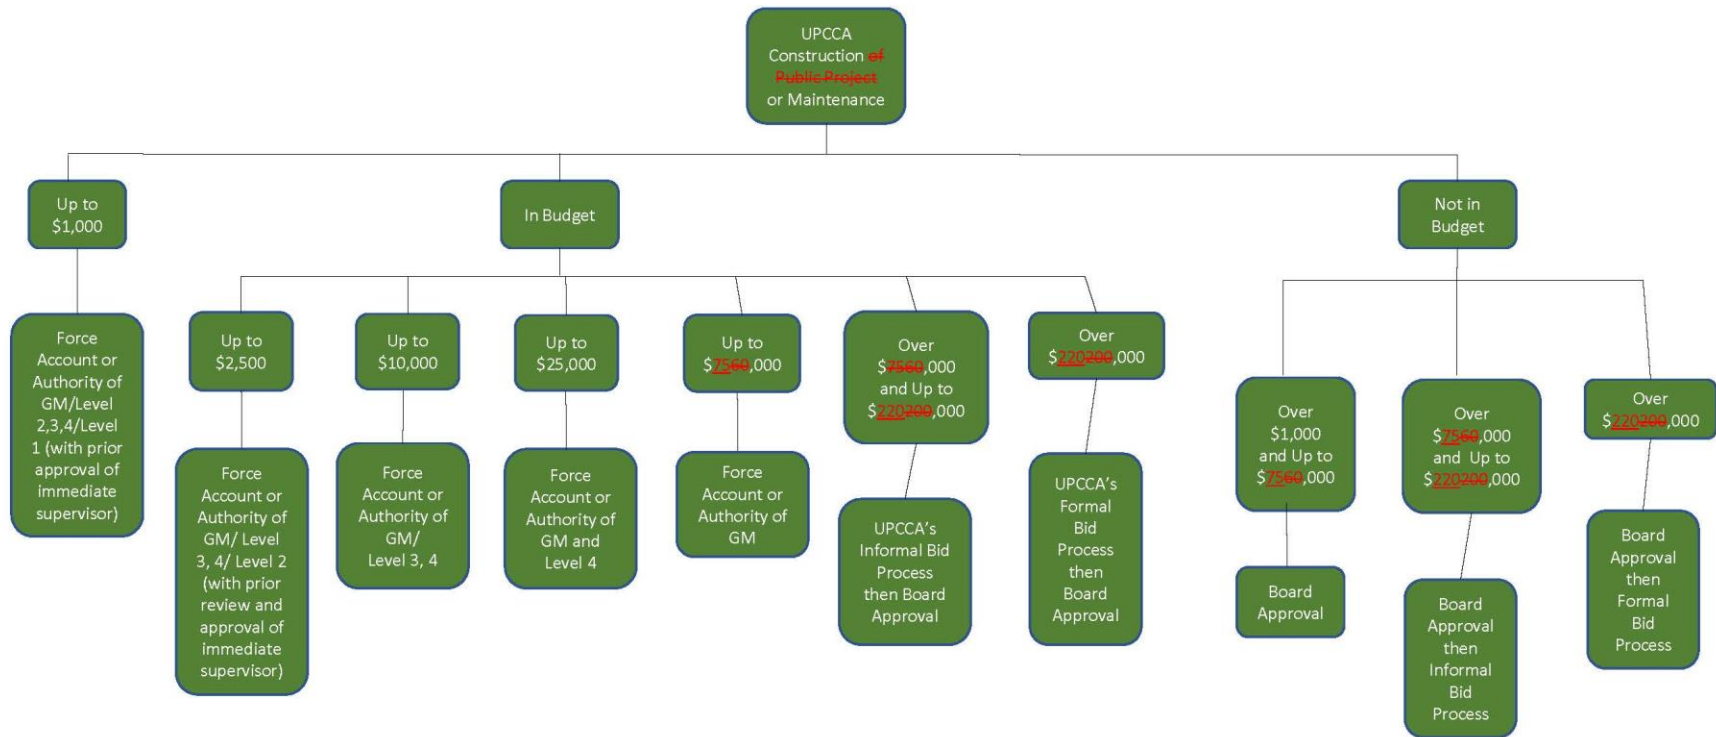 UPCCA
Construction of
Public Project
or Maintenance
Up to
$1,000
In Budget
Not in
Budget
Force
Account or
Authority of
GM/Level
2,3,4/Level
1 (with prior
approval of
immediate
supervisor)
Up to
$2,500
Up to
$10,000
Up to
$25,000
Up to
$7560,000
Over
$7560,000
and Up to
$220200,000
Over
$220200,000
Over
$1,000
and Up to
$7560,000
Over
$7560,000
and Up to
$220200,000
Over
$220200,000
Force
Account or
Authority of
GM/ Level
3, 4/ Level 2
(with prior
review and
approval of
immediate
supervisor)
Force
Account or
Authority of
GM/
Level 3, 4
Force
Account or
Authority of
GM and
Level 4
Force
Account or
Authority of
GM
UPCCA's
Informal Bid
Process
then Board
Approval
UPCCA's
Formal
Bid
Process
then
Board
Approval
Board
Approval
Board
Approval
then
Informal
Bid
Process
Board
Approval
then
Formal
Bid
Process